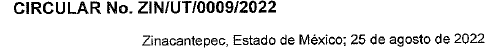 CIRCULAR No. ZIN/UT/0009/2022
Zinacantepec, Estado de México; 25 de agosto de 2022